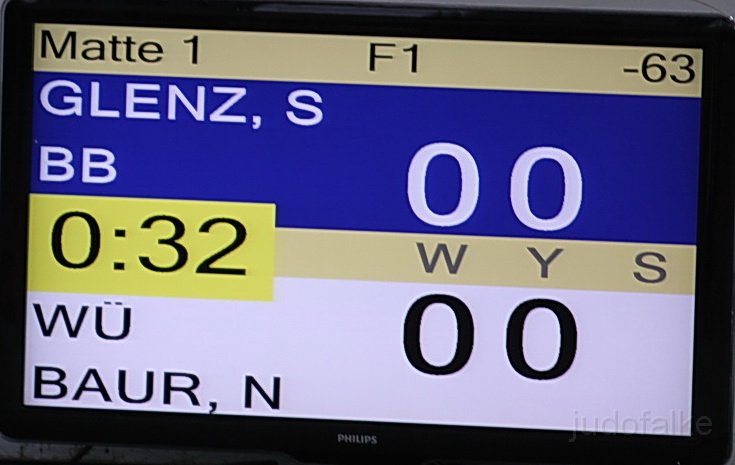 Matte 1 F1 -63
GLENZ, S
BB 0 0
0:32 W Y S
WÜ 0 0
BAUR, N
judofalke
PHILIPS